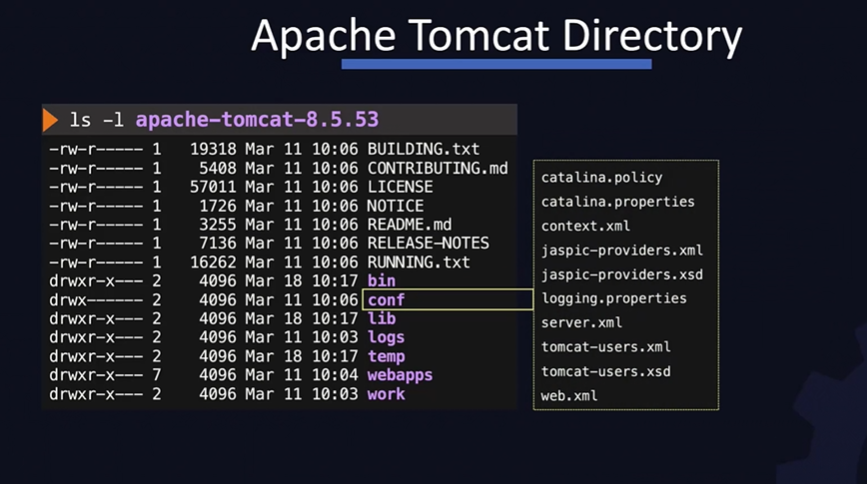 Apache Tomcat Directory
ls -l apache-tomcat-8.5.53
-rw-r----- 1 19318 Mar 11 10:06 BUILDING.txt
-rw-r----- 1 5408 Mar 11 10:06 CONTRIBUTING.md
-rw-r----- 1 57011 Mar 11 10:06 LICENSE
-rw-r----- 1 1726 Mar 11 10:06 NOTICE
-rw-r----- 1 3255 Mar 11 10:06 README.md
-rw-r----- 1 7136 Mar 11 10:06 RELEASE-NOTES
-rw-r----- 1 16262 Mar 11 10:06 RUNNING.txt
drwxr-x--- 2 4096 Mar 18 10:17 bin
drwx------ 2 4096 Mar 11 10:06 conf
drwxr-x--- 2 4096 Mar 18 10:17 lib
drwxr-x--- 2 4096 Mar 11 10:03 logs
drwxr-x--- 2 4096 Mar 18 10:17 temp
drwxr-x--- 7 4096 Mar 11 10:04 webapps
drwxr-x--- 2 4096 Mar 11 10:03 work
catalina.policy
catalina.properties
context.xml
jaspic-providers.xml
jaspic-providers.xsd
logging.properties
server.xml
tomcat-users.xml
tomcat-users.xsd
web.xml